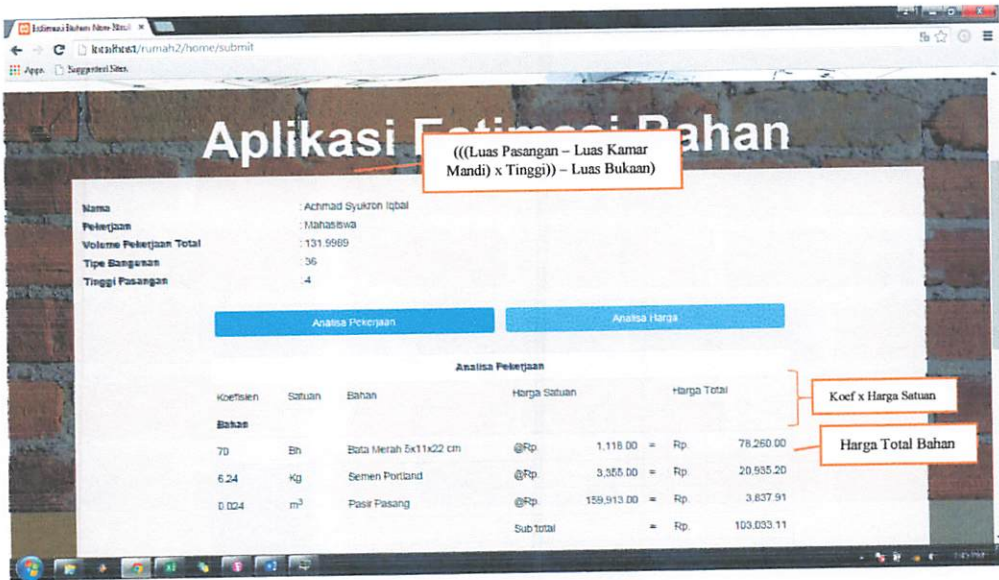 localhost/rumah2/home/submit
Apps Suggested Sites
Aplikasi Estimasi Bahan
(((Luas Pasangan – Luas Kamar
Mandi) x Tinggi)) – Luas Bukaan)
Nama : Achmad Syukron Iqbal
Pekerjaan : Mahasiswa
Volume Pekerjaan Total : 131.9989
Tipe Bangunan : 36
Tinggi Pasangan : 4
Analisa Pekerjaan Analisa Harga
Analisa Pekerjaan
Koefisien Satuan Bahan Harga Satuan Harga Total
Koef x Harga Satuan
Bahan
70 Bh Bata Merah 5x11x22 cm @Rp. 1,118.00 = Rp. 78,260.00
Harga Total Bahan
6.24 Kg Semen Portland @Rp. 3,355.00 = Rp. 20,935.20
0.024 m³ Pasir Pasang @Rp. 159,913.00 = Rp. 3,837.91
Sub total = Rp. 103,033.11